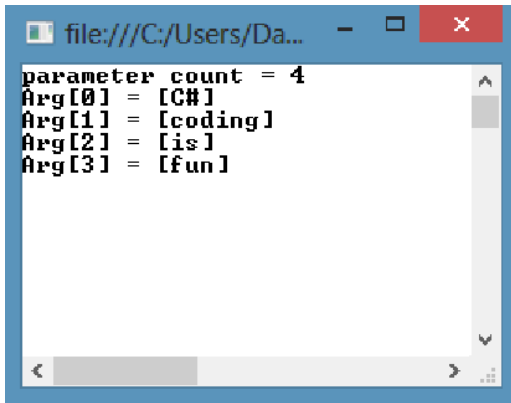 file:///C:/Users/Da...
parameter count = 4
Arg[0] = [C#]
Arg[1] = [coding]
Arg[2] = [is]
Arg[3] = [fun]